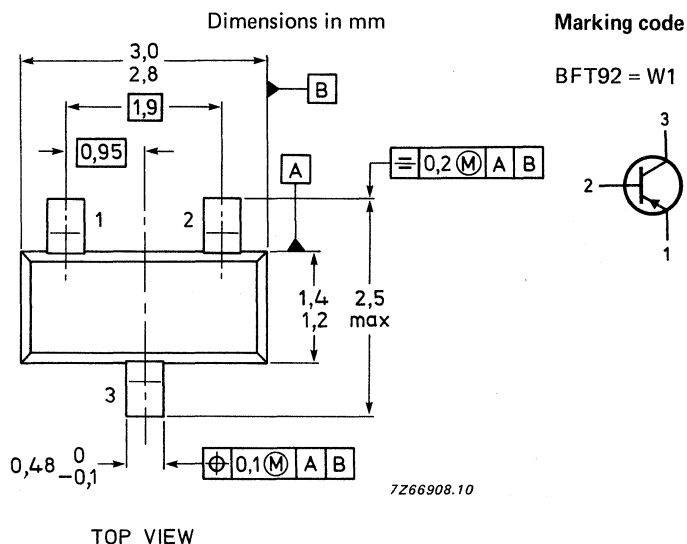 Dimensions in mm
Marking code
3,0
2,8
B
BFT92 = W1
1,9
3
0,95
A
0,2 Ⓜ A B
2
1
2
1
1,4
1,2
2,5
max
3
0,48 0
−0,1
0,1 Ⓜ A B
7Z66908.10
TOP VIEW